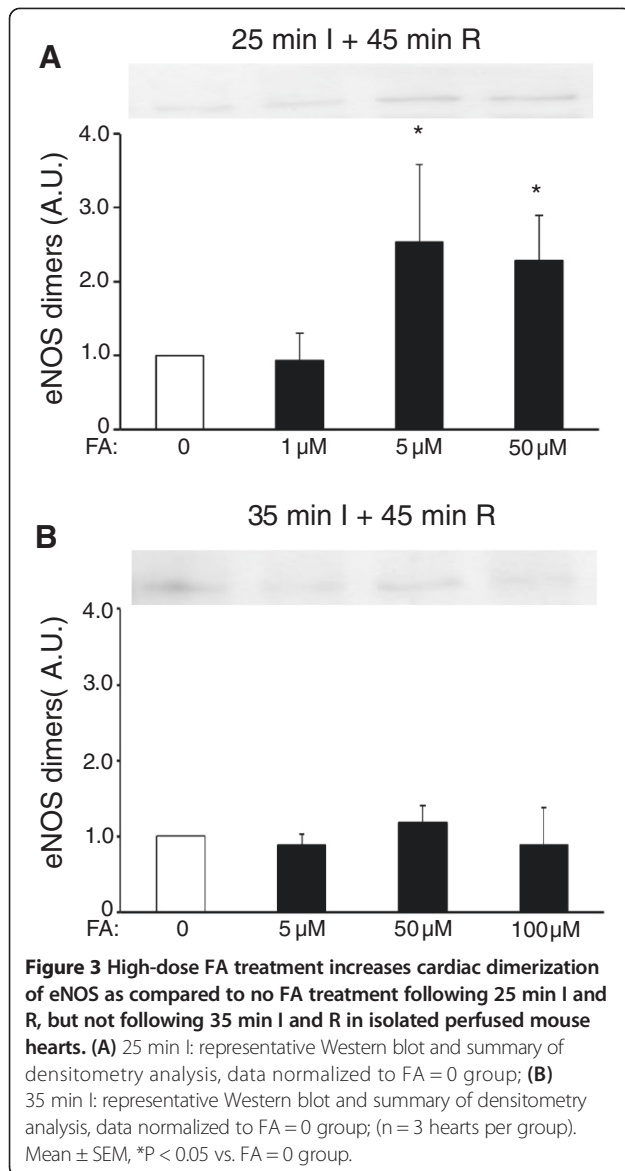 A
25 min I + 45 min R
eNOS dimers (A.U.)
4.0
3.0
2.0
1.0
0
*
*
FA: 0 1 µM 5 µM 50 µM
B
35 min I + 45 min R
eNOS dimers( A.U.)
4.0
3.0
2.0
1.0
0
FA: 0 5 µM 50 µM 100µM
Figure 3 High-dose FA treatment increases cardiac dimerization
of eNOS as compared to no FA treatment following 25 min I and
R, but not following 35 min I and R in isolated perfused mouse
hearts. (A) 25 min I: representative Western blot and summary of
densitometry analysis, data normalized to FA = 0 group; (B)
35 min I: representative Western blot and summary of densitometry
analysis, data normalized to FA = 0 group; (n = 3 hearts per group).
Mean ± SEM, *P < 0.05 vs. FA = 0 group.